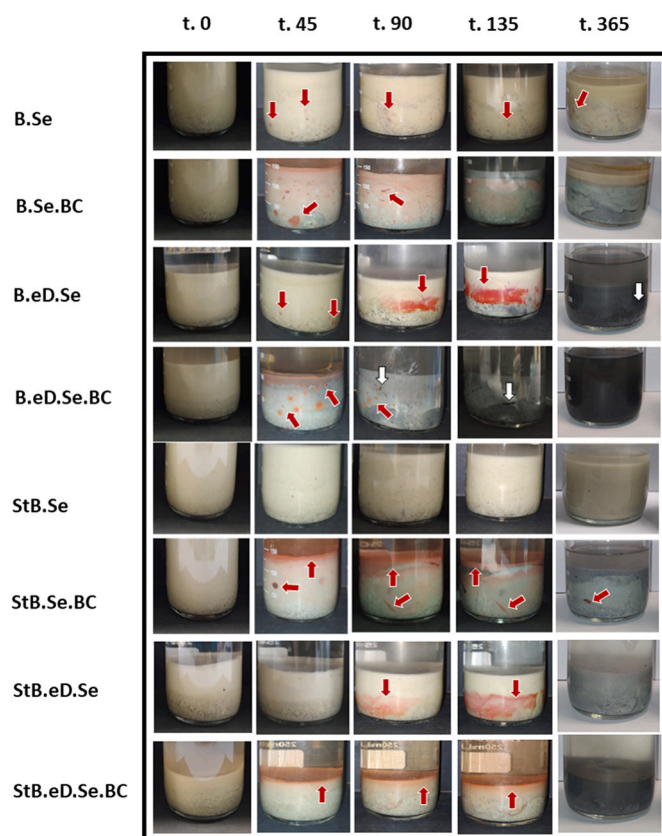 t. 0 t. 45 t. 90 t. 135 t. 365
B.Se
B.Se.BC
B.eD.Se
B.eD.Se.BC
StB.Se
StB.Se.BC
StB.eD.Se
StB.eD.Se.BC